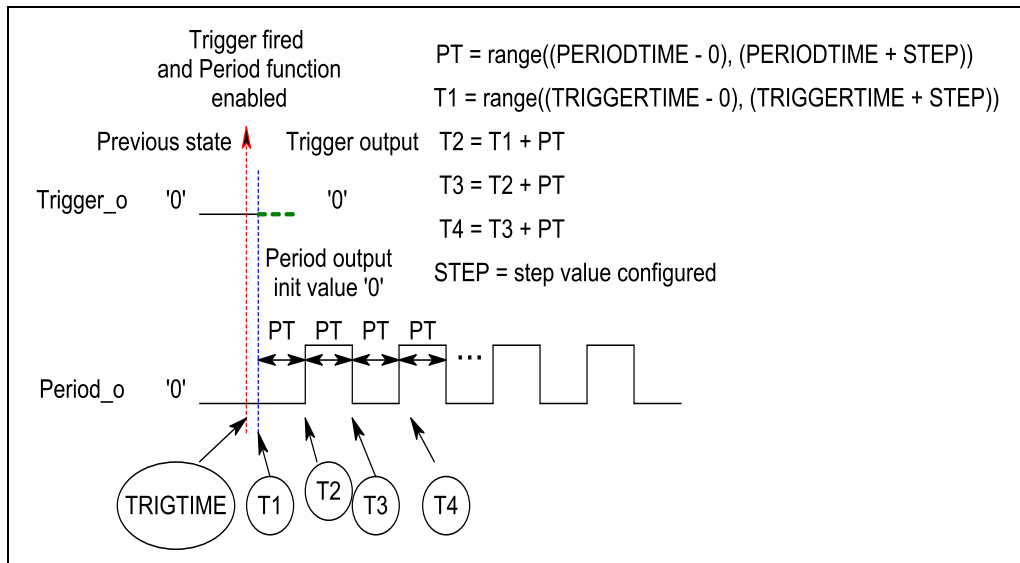 Trigger fired
and Period function
enabled
PT = range((PERIODTIME - 0), (PERIODTIME + STEP))
T1 = range((TRIGGERTIME - 0), (TRIGGERTIME + STEP))
Previous state
Trigger output
T2 = T1 + PT
Trigger_o '0' '0'
T3 = T2 + PT
T4 = T3 + PT
Period output
init value '0'
STEP = step value configured
PT PT PT PT
...
Period_o '0'
TRIGTIME T1 T2 T3 T4